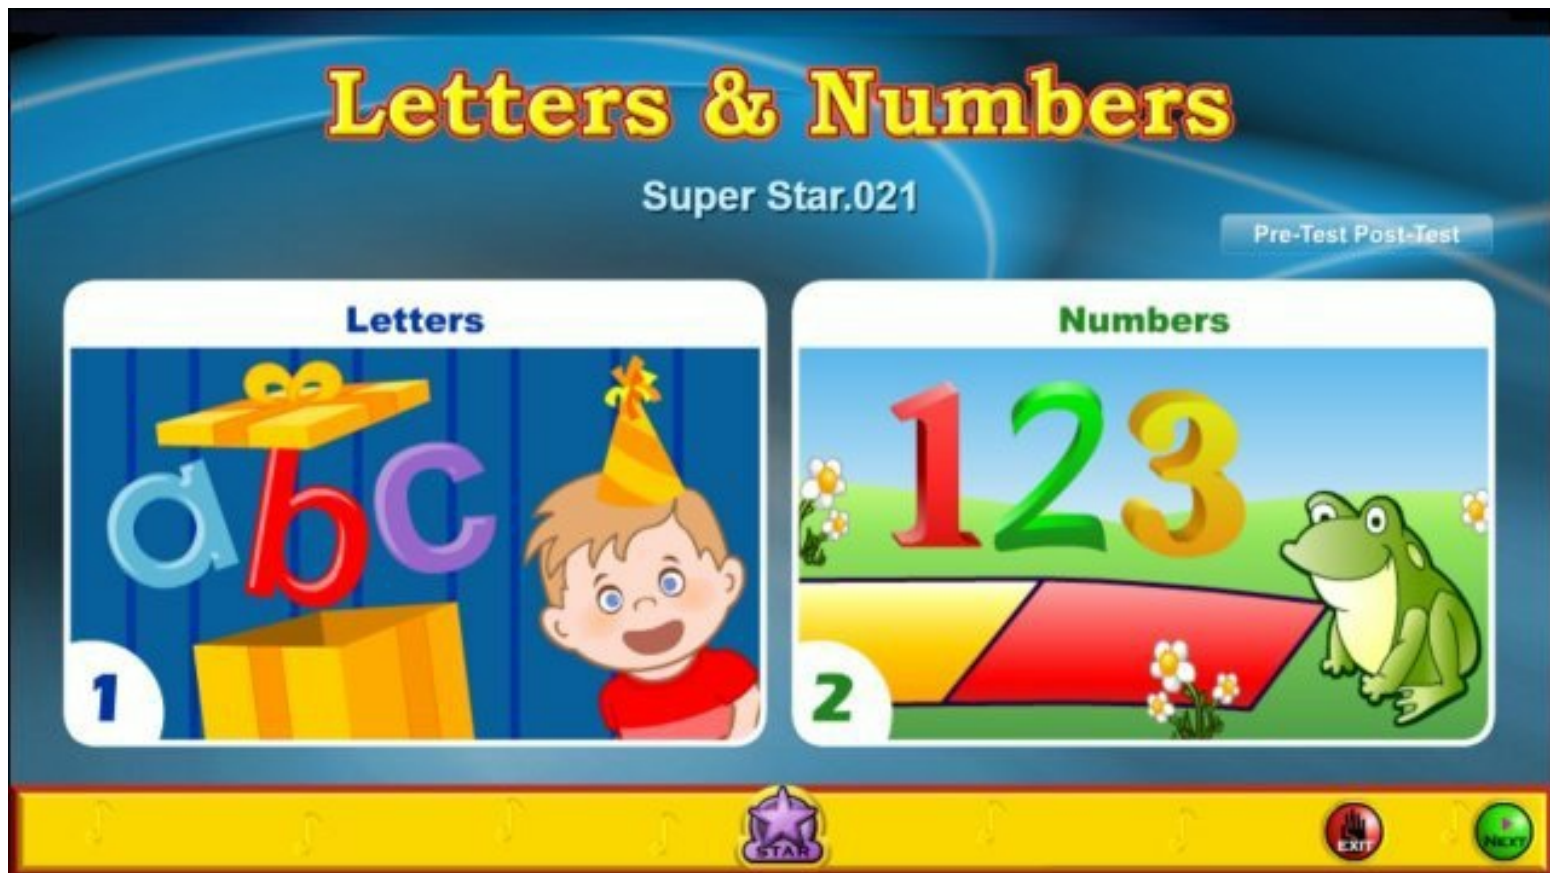 Letters & Numbers
Super Star.021
Pre-Test Post-Test
Letters
Numbers
abc
123
1
2
STAR
EXIT
NEXT